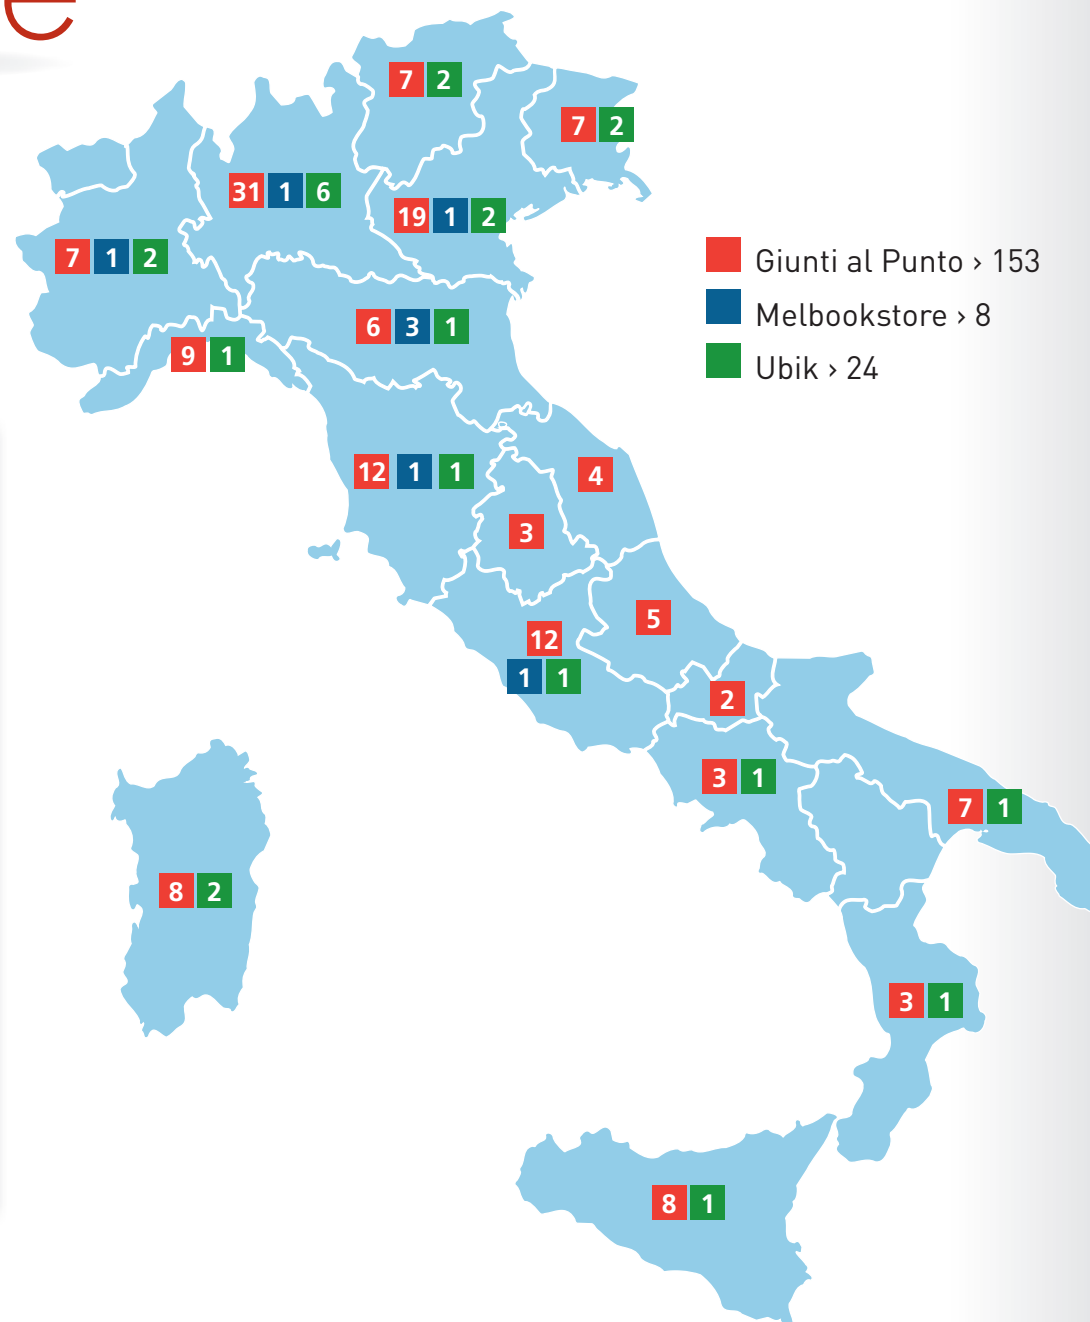 e
7 2
7 2
31 1 6
19 1 2
7 1 2
Giunti al Punto › 153
Melbookstore › 8
Ubik › 24
6 3 1
9 1
12 1 1
4
3
5
12
1 1
2
3 1
7 1
8 2
3 1
8 1